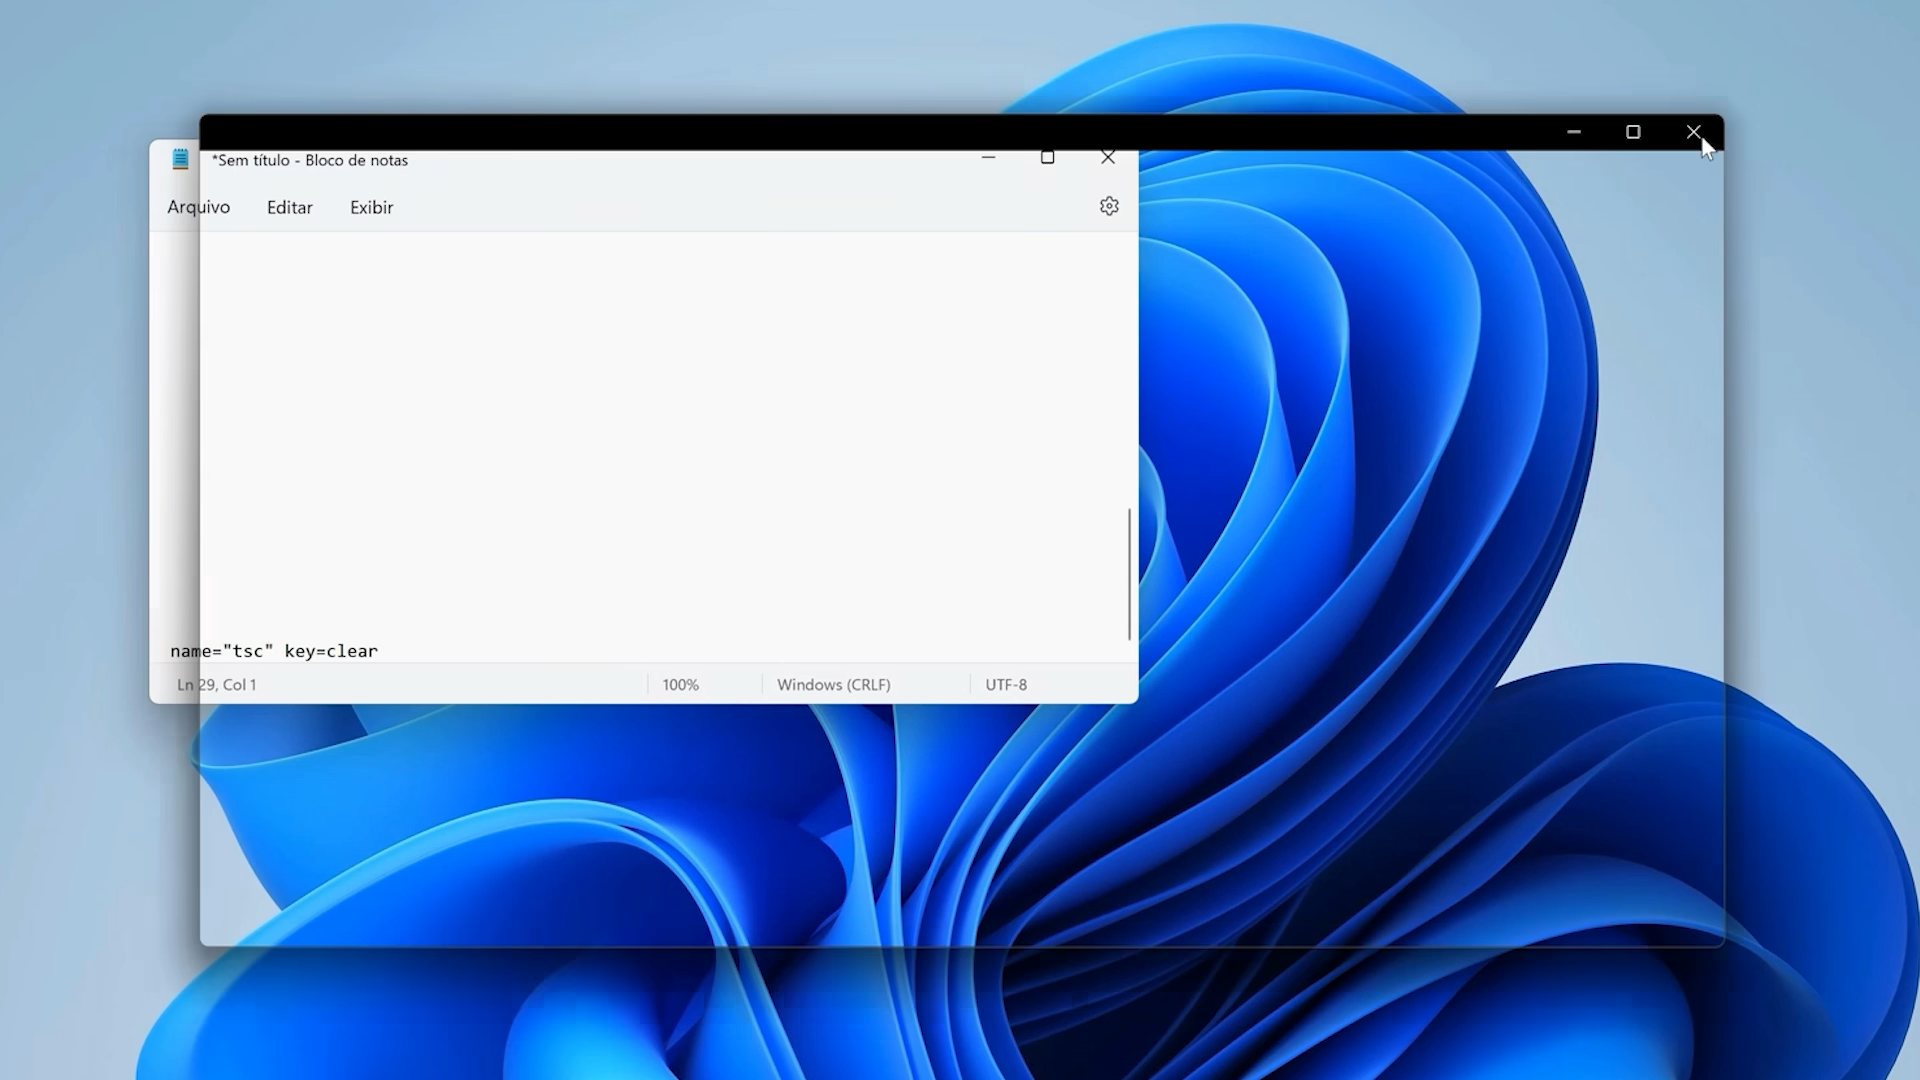 *Sem título - Bloco de notas
Arquivo Editar Exibir
name="tsc" key=clear
Ln 29, Col 1 100% Windows (CRLF) UTF-8